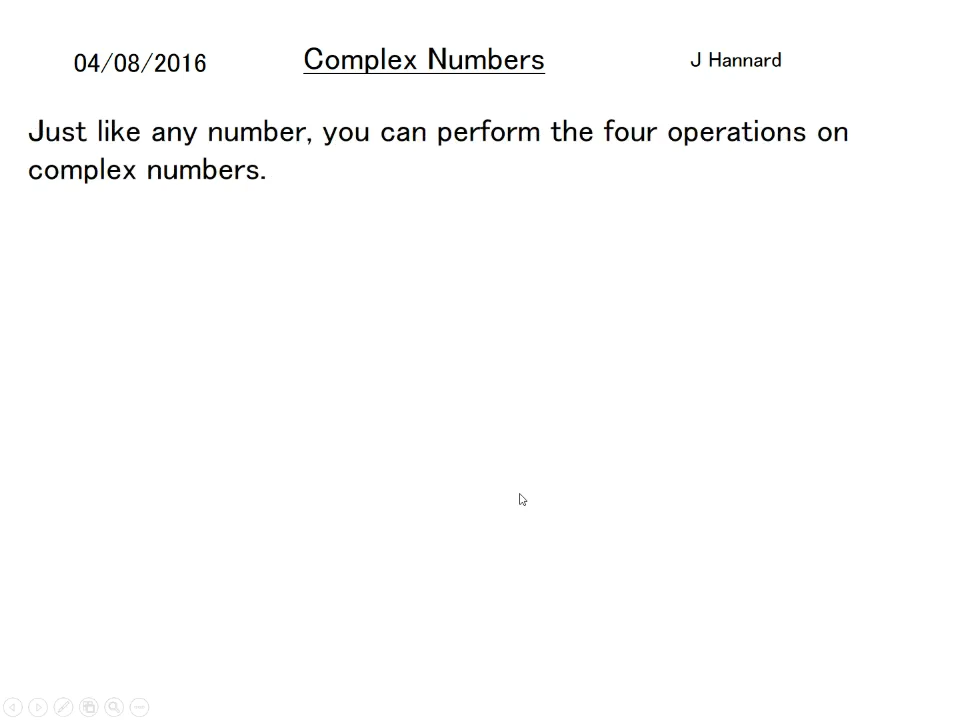 04/08/2016 Complex Numbers J Hannard
Just like any number, you can perform the four operations on
complex numbers.